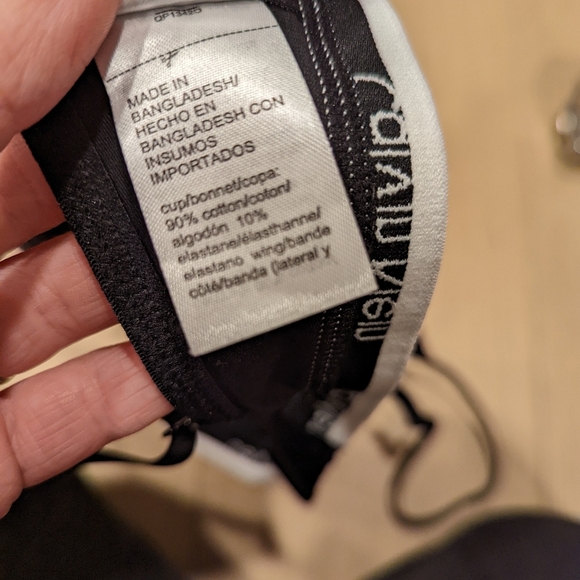 QP1349O
MADE IN
BANGLADESH/
HECHO EN
BANGLADESH CON
INSUMOS
IMPORTADOS
cup/bonnet/copa:
90% cotton/coton/
algodón 10%
elastane/élasthanne/
elastano wing/bande
côté/banda (lateral y
Calvin Klein